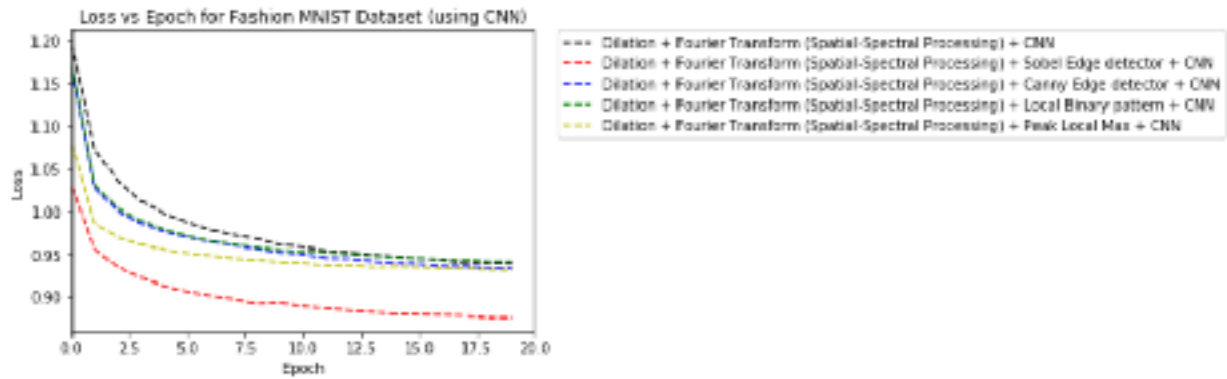 Loss vs Epoch for Fashion MNIST Dataset (using CNN)
1.20
1.15
1.10
1.05
1.00
0.95
0.90
Loss
0.0 2.5 5.0 7.5 10.0 12.5 15.0 17.5 20.0
Epoch
Dilation + Fourier Transform (Spatial-Spectral Processing) + CNN
Dilation + Fourier Transform (Spatial-Spectral Processing) + Sobel Edge detector + CNN
Dilation + Fourier Transform (Spatial-Spectral Processing) + Canny Edge detector + CNN
Dilation + Fourier Transform (Spatial-Spectral Processing) + Local Binary pattern + CNN
Dilation + Fourier Transform (Spatial-Spectral Processing) + Peak Local Max + CNN